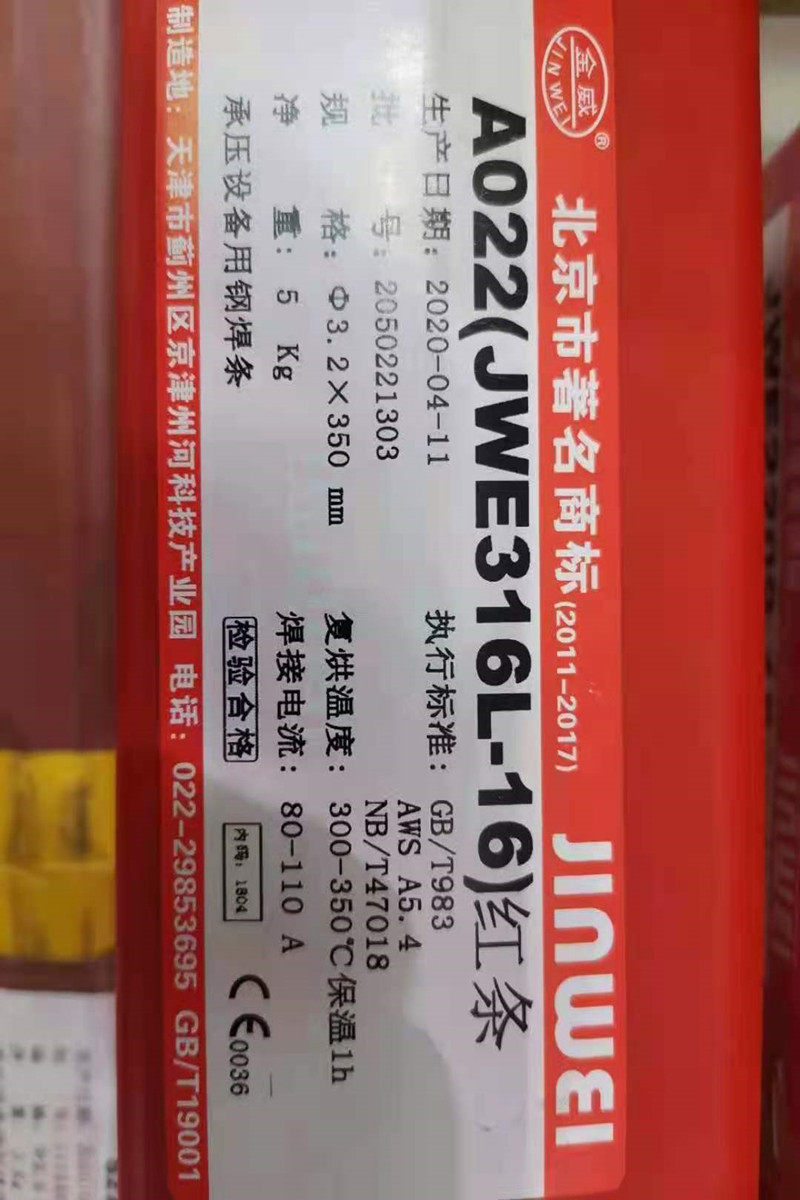 金威
JINWEI
®
北京市著名商标(2011-2017)
JINWEI
A022(JWE316L-16)红条
生产日期：2020-04-11
执行标准：GB/T983
AWS A5.4
NB/T47018
批 号：2050221303
规 格：Φ3.2×350 mm
复烘温度：300-350℃保温1h
净 重：5 Kg
焊接电流：80-110 A
承压设备用钢焊条
检验合格
内码：1804
CE 0036
制造地：天津市蓟州区京津州河科技产业园 电话：022-29853695 GB/T19001